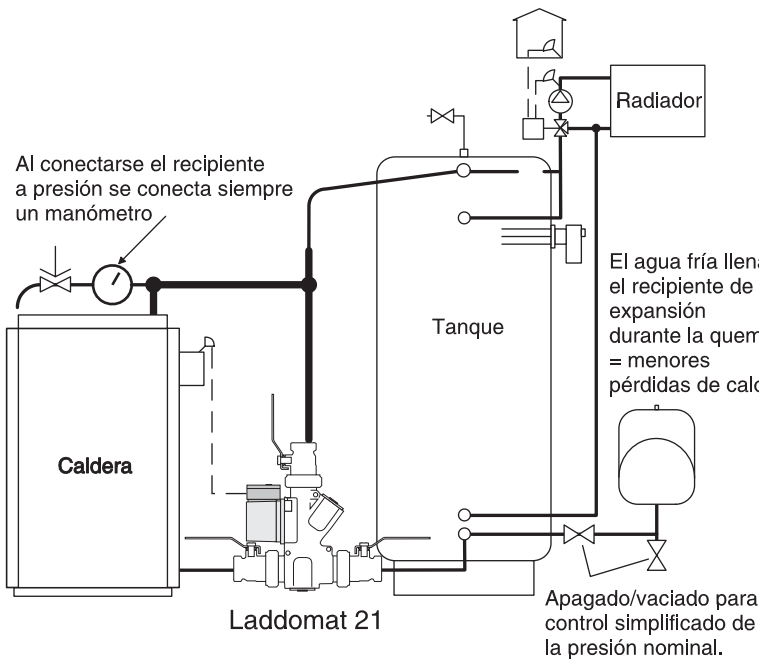 Radiador
Al conectarse el recipiente
a presión se conecta siempre
un manómetro
El agua fría llena
el recipiente de
expansión
durante la
= menores
pérdidas de
Tanque
Caldera
Laddomat 21
Apagado/vaciado para
control simplificado de
la presión nominal.